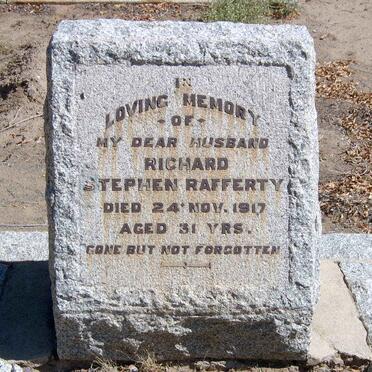 IN
LOVING MEMORY
-OF-
MY DEAR HUSBAND
RICHARD
STEPHEN RAFFERTY
DIED 24TH NOV. 1917
AGED 31 YRS.
GONE BUT NOT FORGOTTEN